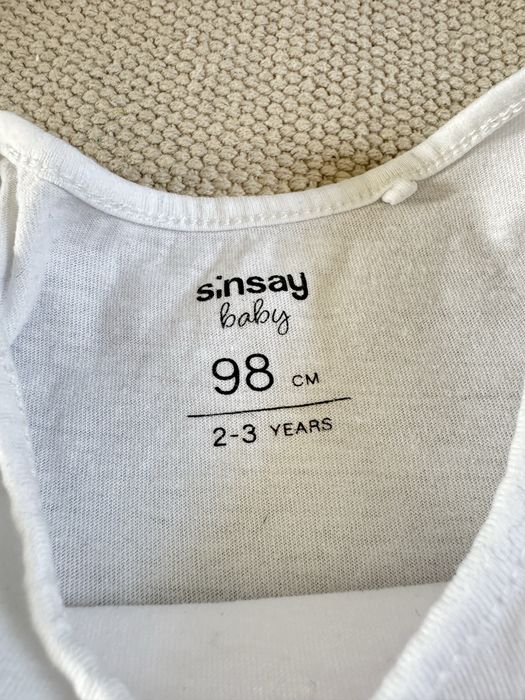 sinsay
baby
98 CM
2-3 YEARS